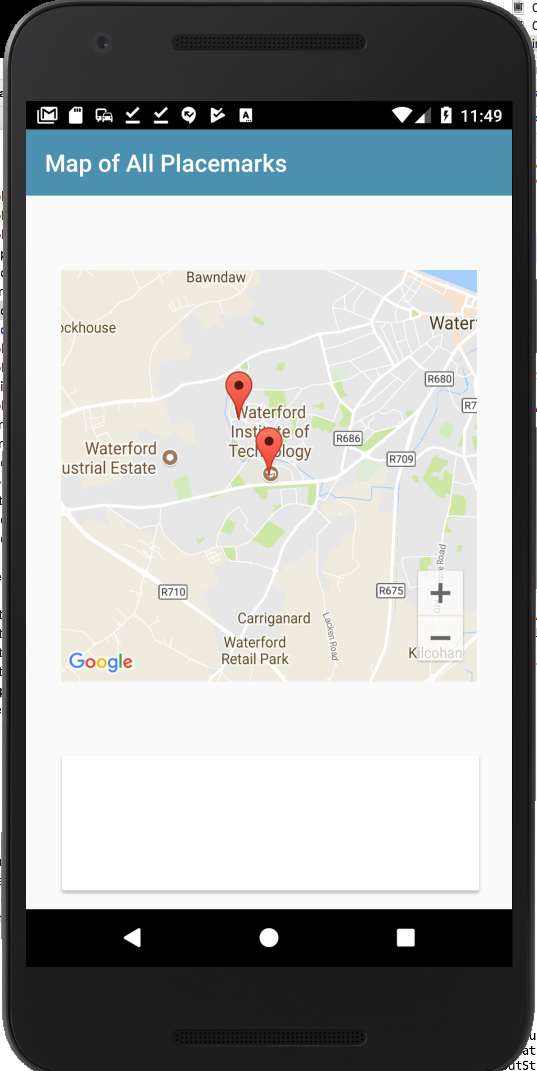 11:49
Map of All Placemarks
Bawndaw
ockhouse
Water
R680
R7
Waterford
Institute of
Technology
R686
Waterford
ustrial Estate
R709
R710
R675
Carriganard
Lacken Road
Waterford
Retail Park
Kilcohan
Google